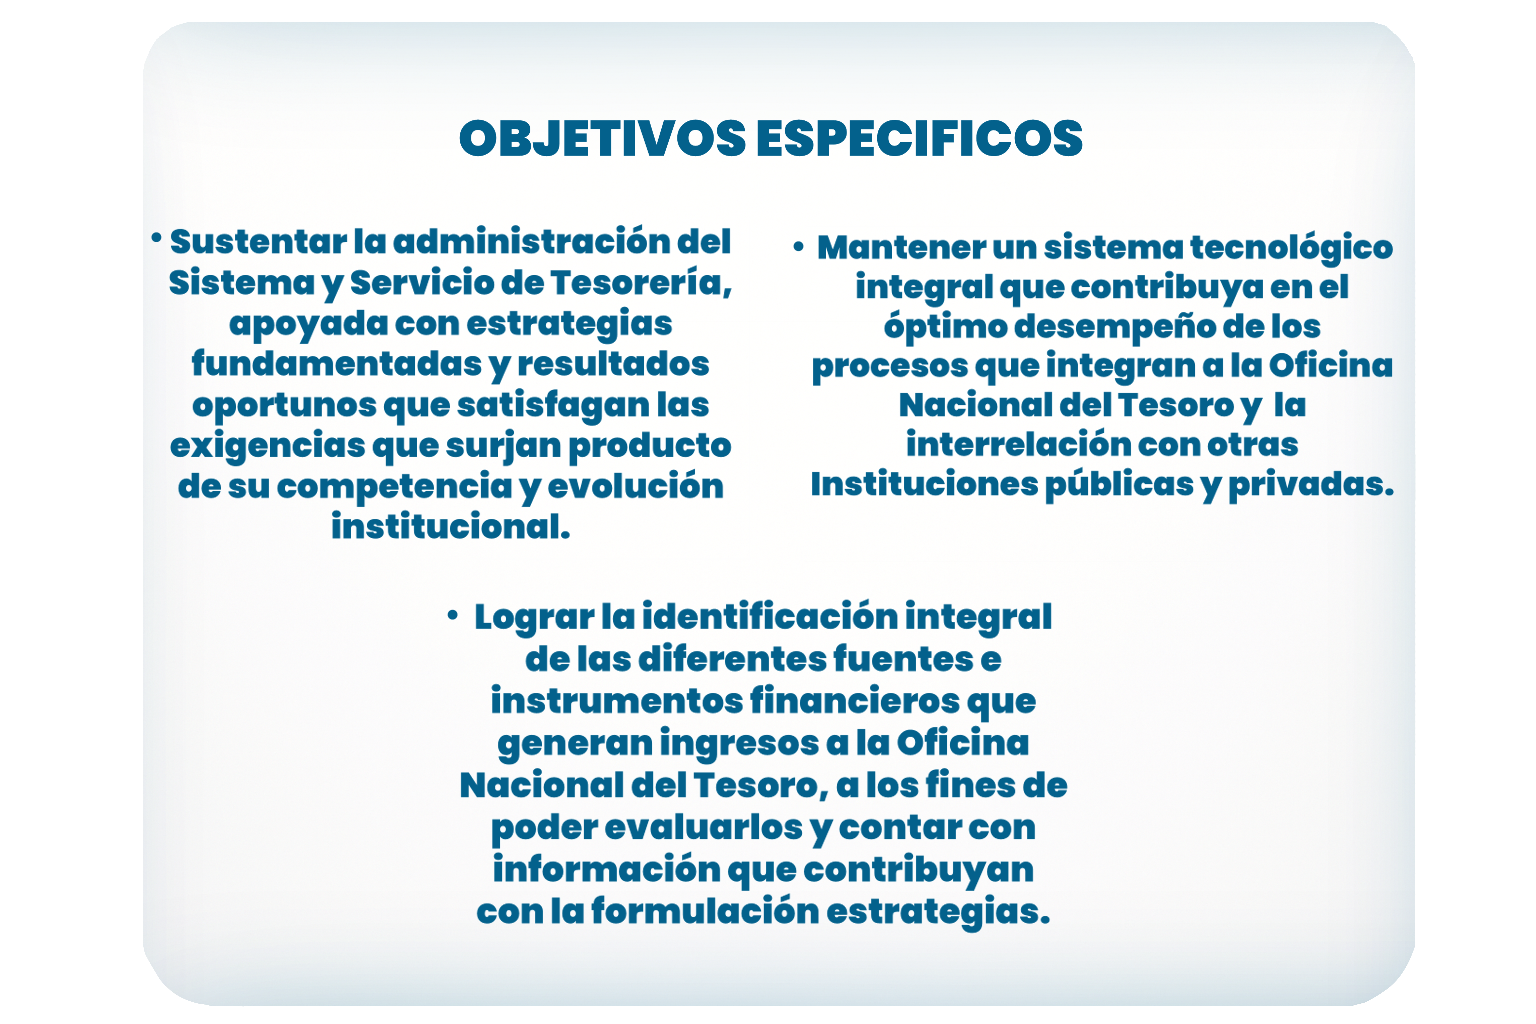 OBJETIVOS ESPECIFICOS
• Sustentar la administración del
Sistema y Servicio de Tesorería,
apoyada con estrategias
fundamentadas y resultados
oportunos que satisfagan las
exigencias que surjan producto
de su competencia y evolución
institucional.
• Mantener un sistema tecnológico
integral que contribuya en el
óptimo desempeño de los
procesos que integran a la Oficina
Nacional del Tesoro y  la
interrelación con otras
Instituciones públicas y privadas.
• Lograr la identificación integral
de las diferentes fuentes e
instrumentos financieros que
generan ingresos a la Oficina
Nacional del Tesoro, a los fines de
poder evaluarlos y contar con
información que contribuyan
con la formulación estrategias.